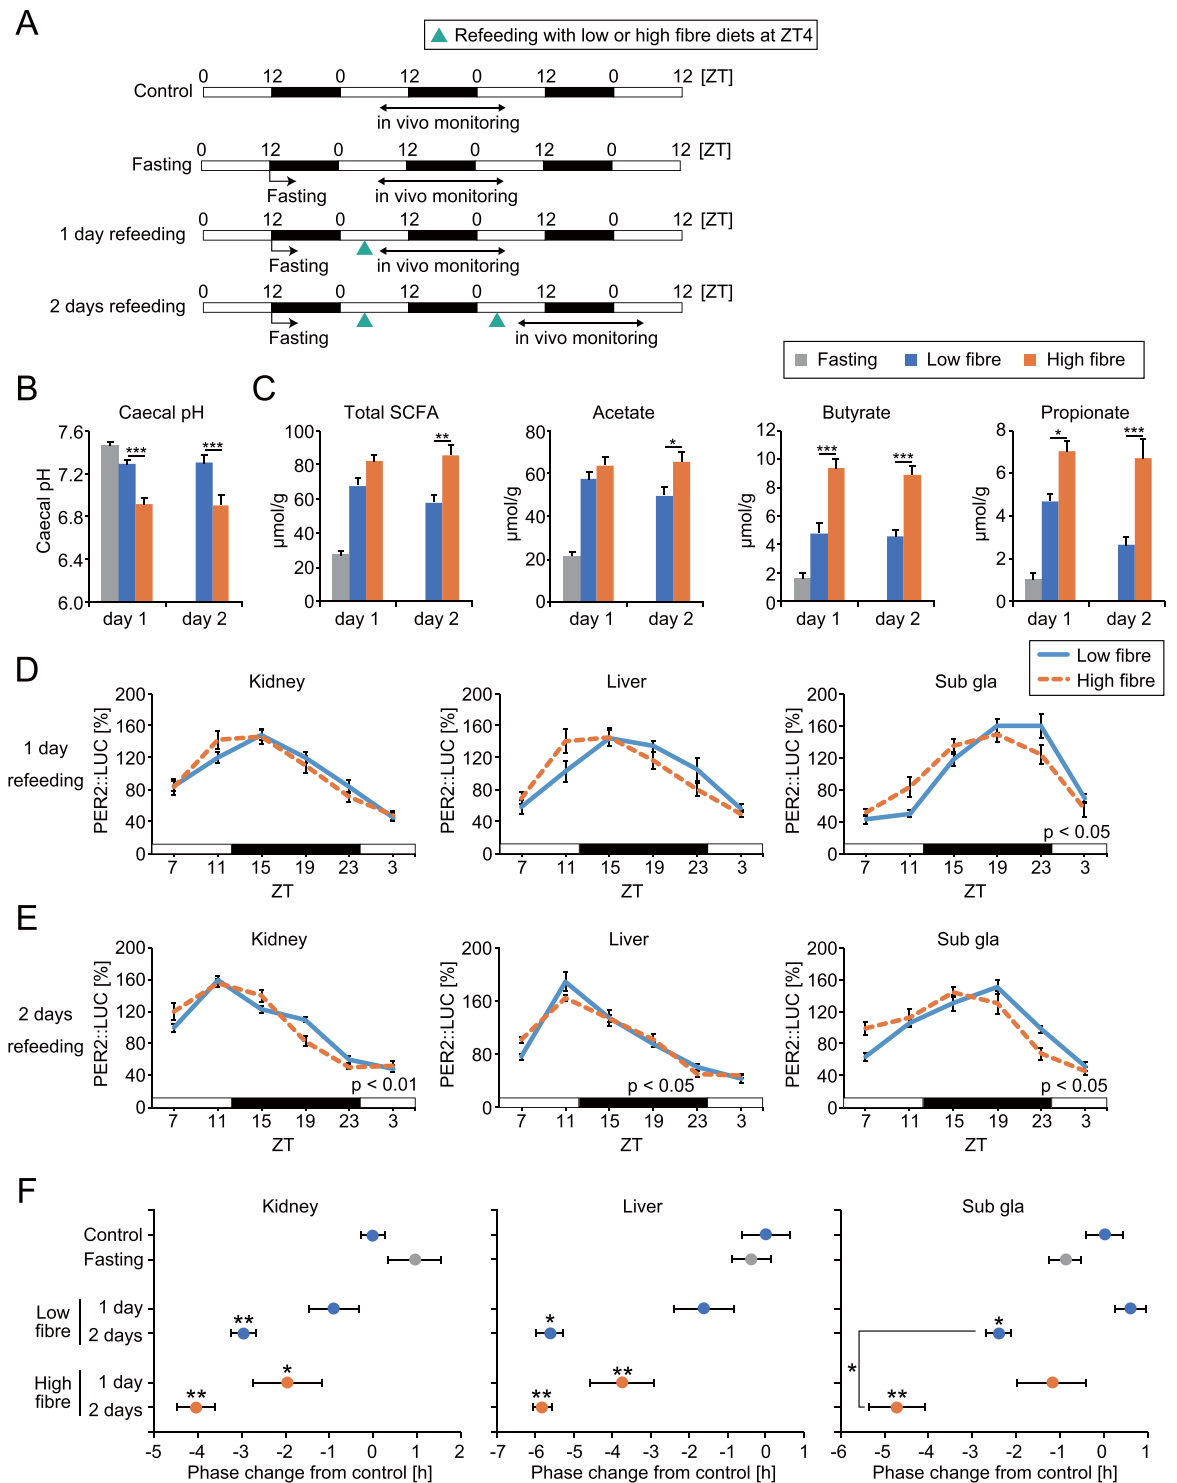 A
Refeeding with low or high fibre diets at ZT4
0 12 0 12 0 12 0 12 [ZT]
Control
in vivo monitoring
0 12 0 12 0 12 0 12 [ZT]
Fasting
Fasting in vivo monitoring
0 12 0 12 0 12 0 12 [ZT]
1 day refeeding
Fasting in vivo monitoring
0 12 0 12 0 12 0 12 [ZT]
2 days refeeding
Fasting in vivo monitoring
Fasting Low fibre High fibre
B
Caecal pH
Caecal pH
7.6
7.2
6.8
6.4
6.0
*** ***
day 1 day 2
C
Total SCFA
µmol/g
100
80
60
40
20
0
**
day 1 day 2
Acetate
µmol/g
80
60
40
20
0
*
day 1 day 2
Butyrate
µmol/g
12
10
8
6
4
2
0
*** ***
day 1 day 2
Propionate
µmol/g
8
6
4
2
0
* ***
day 1 day 2
Low fibre
High fibre
D
1 day
refeeding
Kidney
PER2::LUC [%]
200
160
120
80
40
0
7 11 15 19 23 3
ZT
Liver
PER2::LUC [%]
200
160
120
80
40
0
7 11 15 19 23 3
ZT
Sub gla
PER2::LUC [%]
200
160
120
80
40
0
p < 0.05
7 11 15 19 23 3
ZT
E
2 days
refeeding
Kidney
PER2::LUC [%]
200
160
120
80
40
0
p < 0.01
7 11 15 19 23 3
ZT
Liver
PER2::LUC [%]
200
160
80
0
p < 0.05
7 11 15 19 23 3
ZT
Sub gla
PER2::LUC [%]
200
160
120
80
40
0
p < 0.05
7 11 15 19 23 3
ZT
F
Control
Fasting
Low
fibre
1 day
2 days
High
fibre
1 day
2 days
Kidney
**
*
**
-5 -4 -3 -2 -1 0 1 2
Phase change from control [h]
Liver
*
**
**
-7 -6 -5 -4 -3 -2 -1 0 1
Phase change from control [h]
Sub gla
*
*
**
-6 -5 -4 -3 -2 -1 0 1
Phase change from control [h]